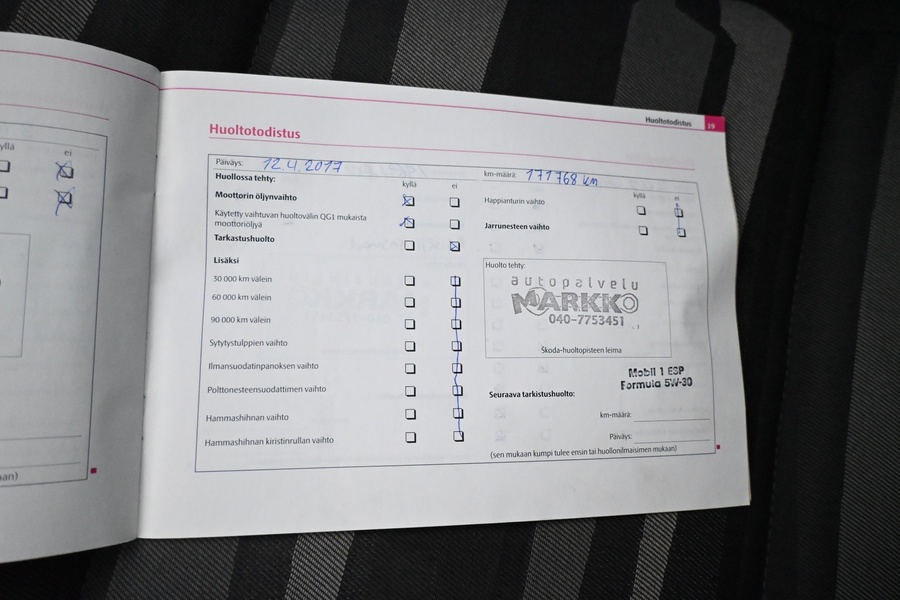 yllä ei
aan)
Huoltotodistus 19
Huoltotodistus
Päiväys: 12.4.2017
Huollossa tehty:
kyllä ei
Moottorin öljynvaihto
Käytetty vaihtuvan huoltovälin QG1 mukaista
moottoriöljyä
Tarkastushuolto
Lisäksi
30 000 km välein
60 000 km välein
90 000 km välein
Sytytystulppien vaihto
Ilmansuodatinpanoksen vaihto
Polttonesteensuodattimen vaihto
Hammashihnan vaihto
Hammashihnan kiristinrullan vaihto
km-määrä: 171768 km
kyllä ei
Happianturin vaihto
Jarrunesteen vaihto
Huolto tehty:
autopalvelu
MARKKO
040-7753451
Škoda-huoltopisteen leima
Mobil 1 ESP
Formula 5W-30
Seuraava tarkistushuolto:
km-määrä:
Päiväys:
(sen mukaan kumpi tulee ensin tai huollonilmaisimen mukaan)